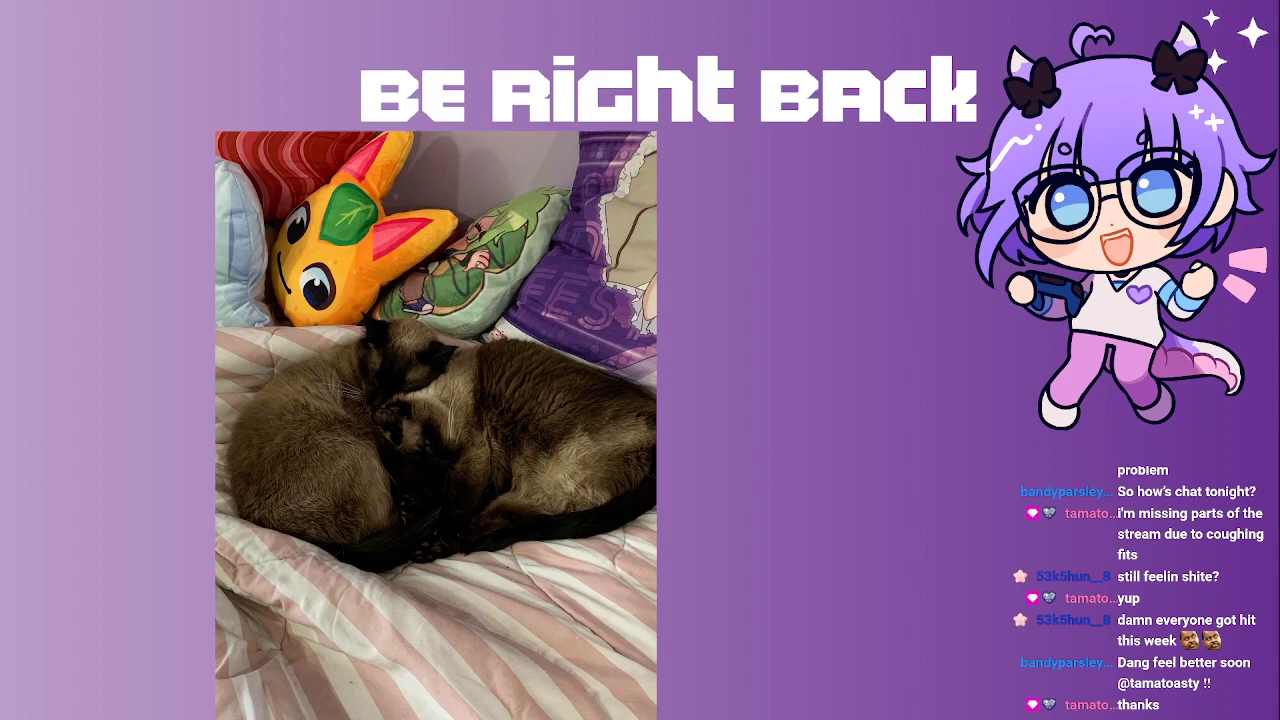 BE RIGHT BACK
problem
bandyparsley... So how's chat tonight?
tamato... i'm missing parts of the
stream due to coughing
fits
53k5hun__8 still feelin shite?
tamato... yup
53k5hun__8 damn everyone got hit
this week
bandyparsley... Dang feel better soon
@tamatoasty !!
tamato... thanks